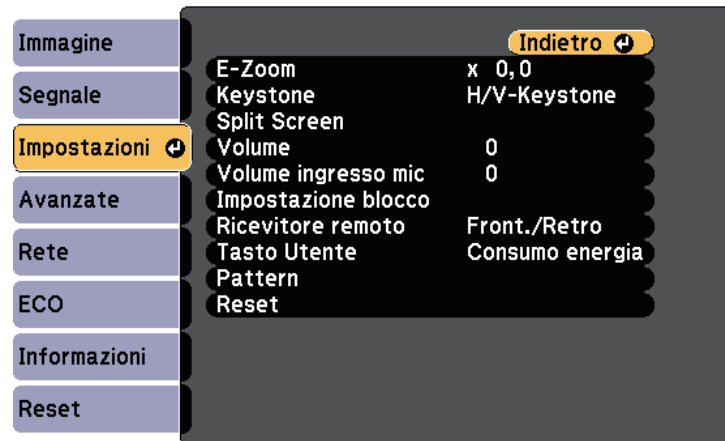 Immagine
Segnale
Impostazioni
Avanzate
Rete
ECO
Informazioni
Reset
Indietro
E-Zoom x 0,0
Keystone H/V-Keystone
Split Screen
Volume 0
Volume ingresso mic 0
Impostazione blocco
Ricevitore remoto Front./Retro
Tasto Utente Consumo energia
Pattern
Reset